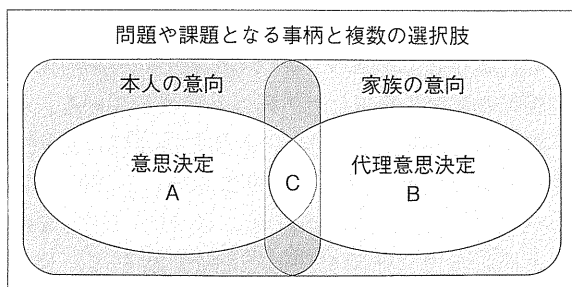 問題や課題となる事柄と複数の選択肢
本人の意向
家族の意向
意思決定
A
C
代理意思決定
B